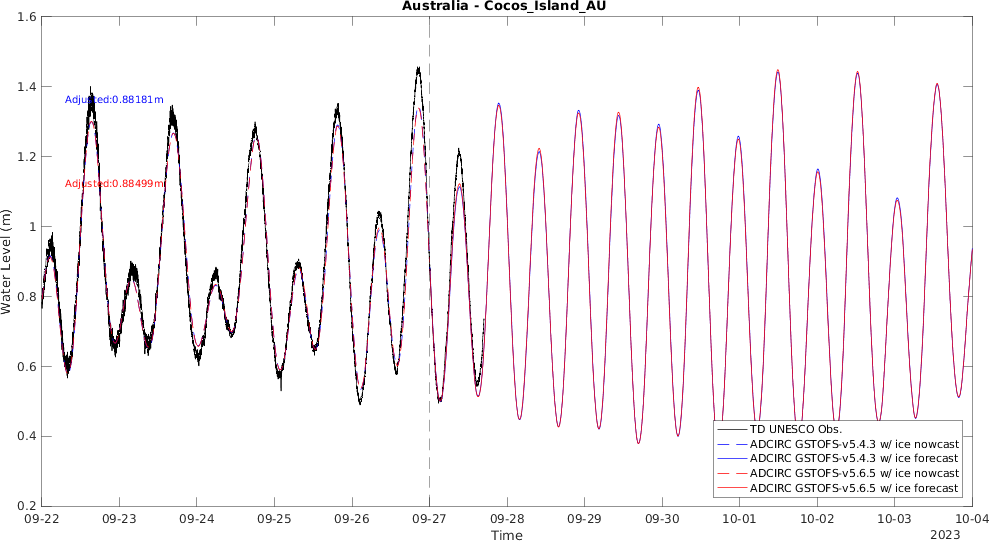 Australia - Cocos_Island_AU
1.6
1.4
1.2
1
0.8
0.6
0.4
0.2
Water Level (m)
Adjusted:0.88181m
Adjusted:0.88499m
TD UNESCO Obs.
ADCIRC GSTOFS-v5.4.3 w/ ice nowcast
ADCIRC GSTOFS-v5.4.3 w/ ice forecast
ADCIRC GSTOFS-v5.6.5 w/ ice nowcast
ADCIRC GSTOFS-v5.6.5 w/ ice forecast
09-22 09-23 09-24 09-25 09-26 09-27 09-28 09-29 09-30 10-01 10-02 10-03 10-04
Time
2023